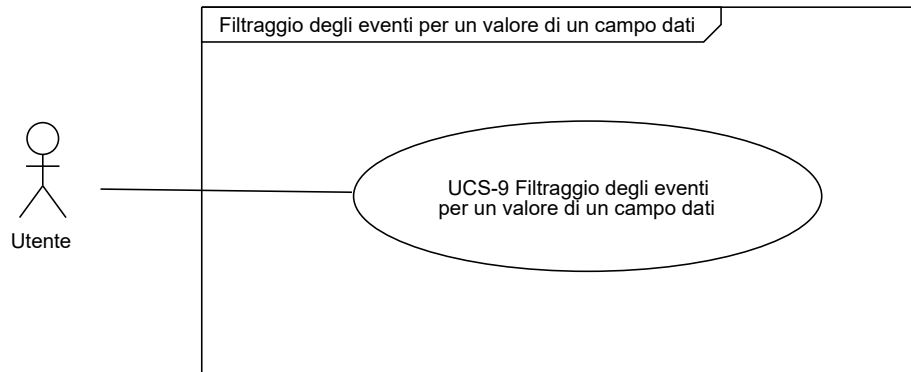 Filtraggio degli eventi per un valore di un campo dati
UCS-9 Filtraggio degli eventi
per un valore di un campo dati
Utente